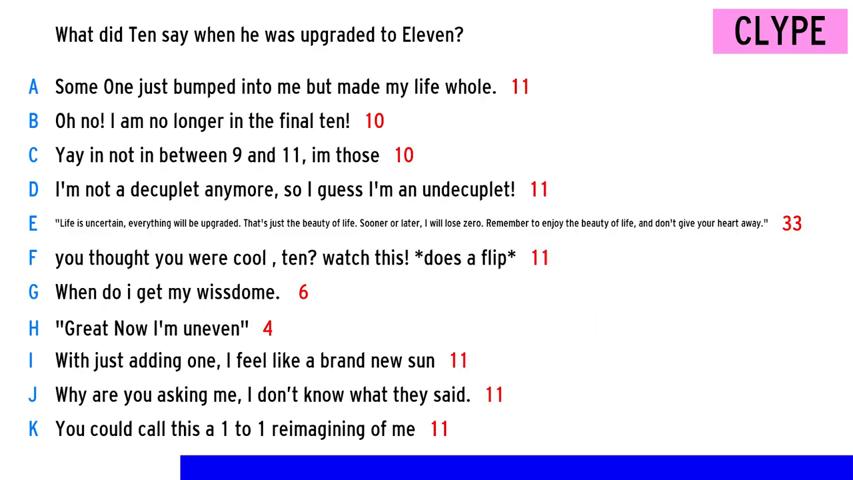 What did Ten say when he was upgraded to Eleven?
CLYPE
A Some One just bumped into me but made my life whole. 11
B Oh no! I am no longer in the final ten! 10
C Yay in not in between 9 and 11, im those 10
D I'm not a decuplet anymore, so I guess I'm an undecuplet! 11
E "Life is uncertain, everything will be upgraded. That's just the beauty of life. Sooner or later, I will lose zero. Remember to enjoy the beauty of life, and don't give your heart away." 33
F you thought you were cool , ten? watch this! *does a flip* 11
G When do i get my wissdome. 6
H "Great Now I'm uneven" 4
I With just adding one, I feel like a brand new sun 11
J Why are you asking me, I don’t know what they said. 11
K You could call this a 1 to 1 reimagining of me 11